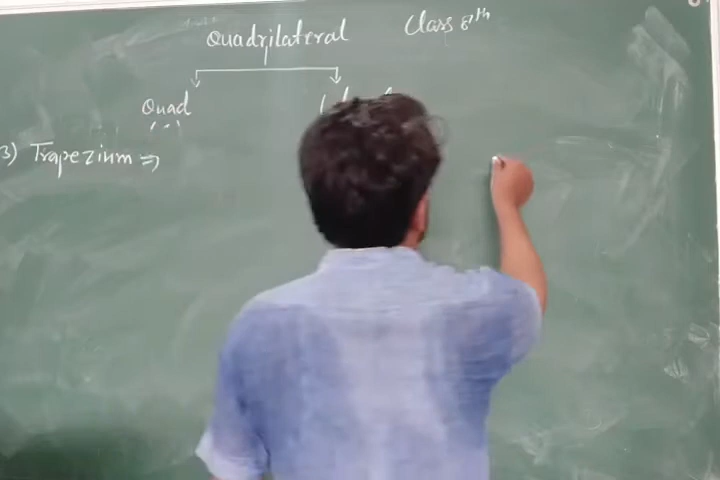 Quadrilateral Class 8th
Quad
3) Trapezium ⇒